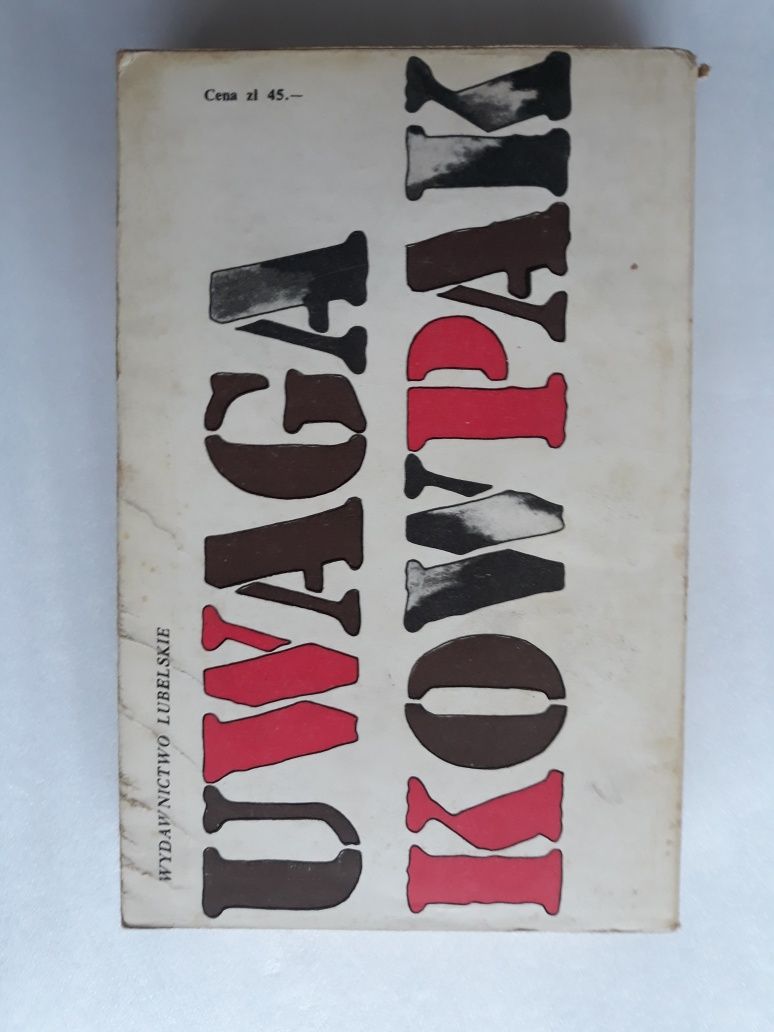 Cena zł 45.—
WYDAWNICTWO LUBELSKIE
UWAGA
KOWPAK